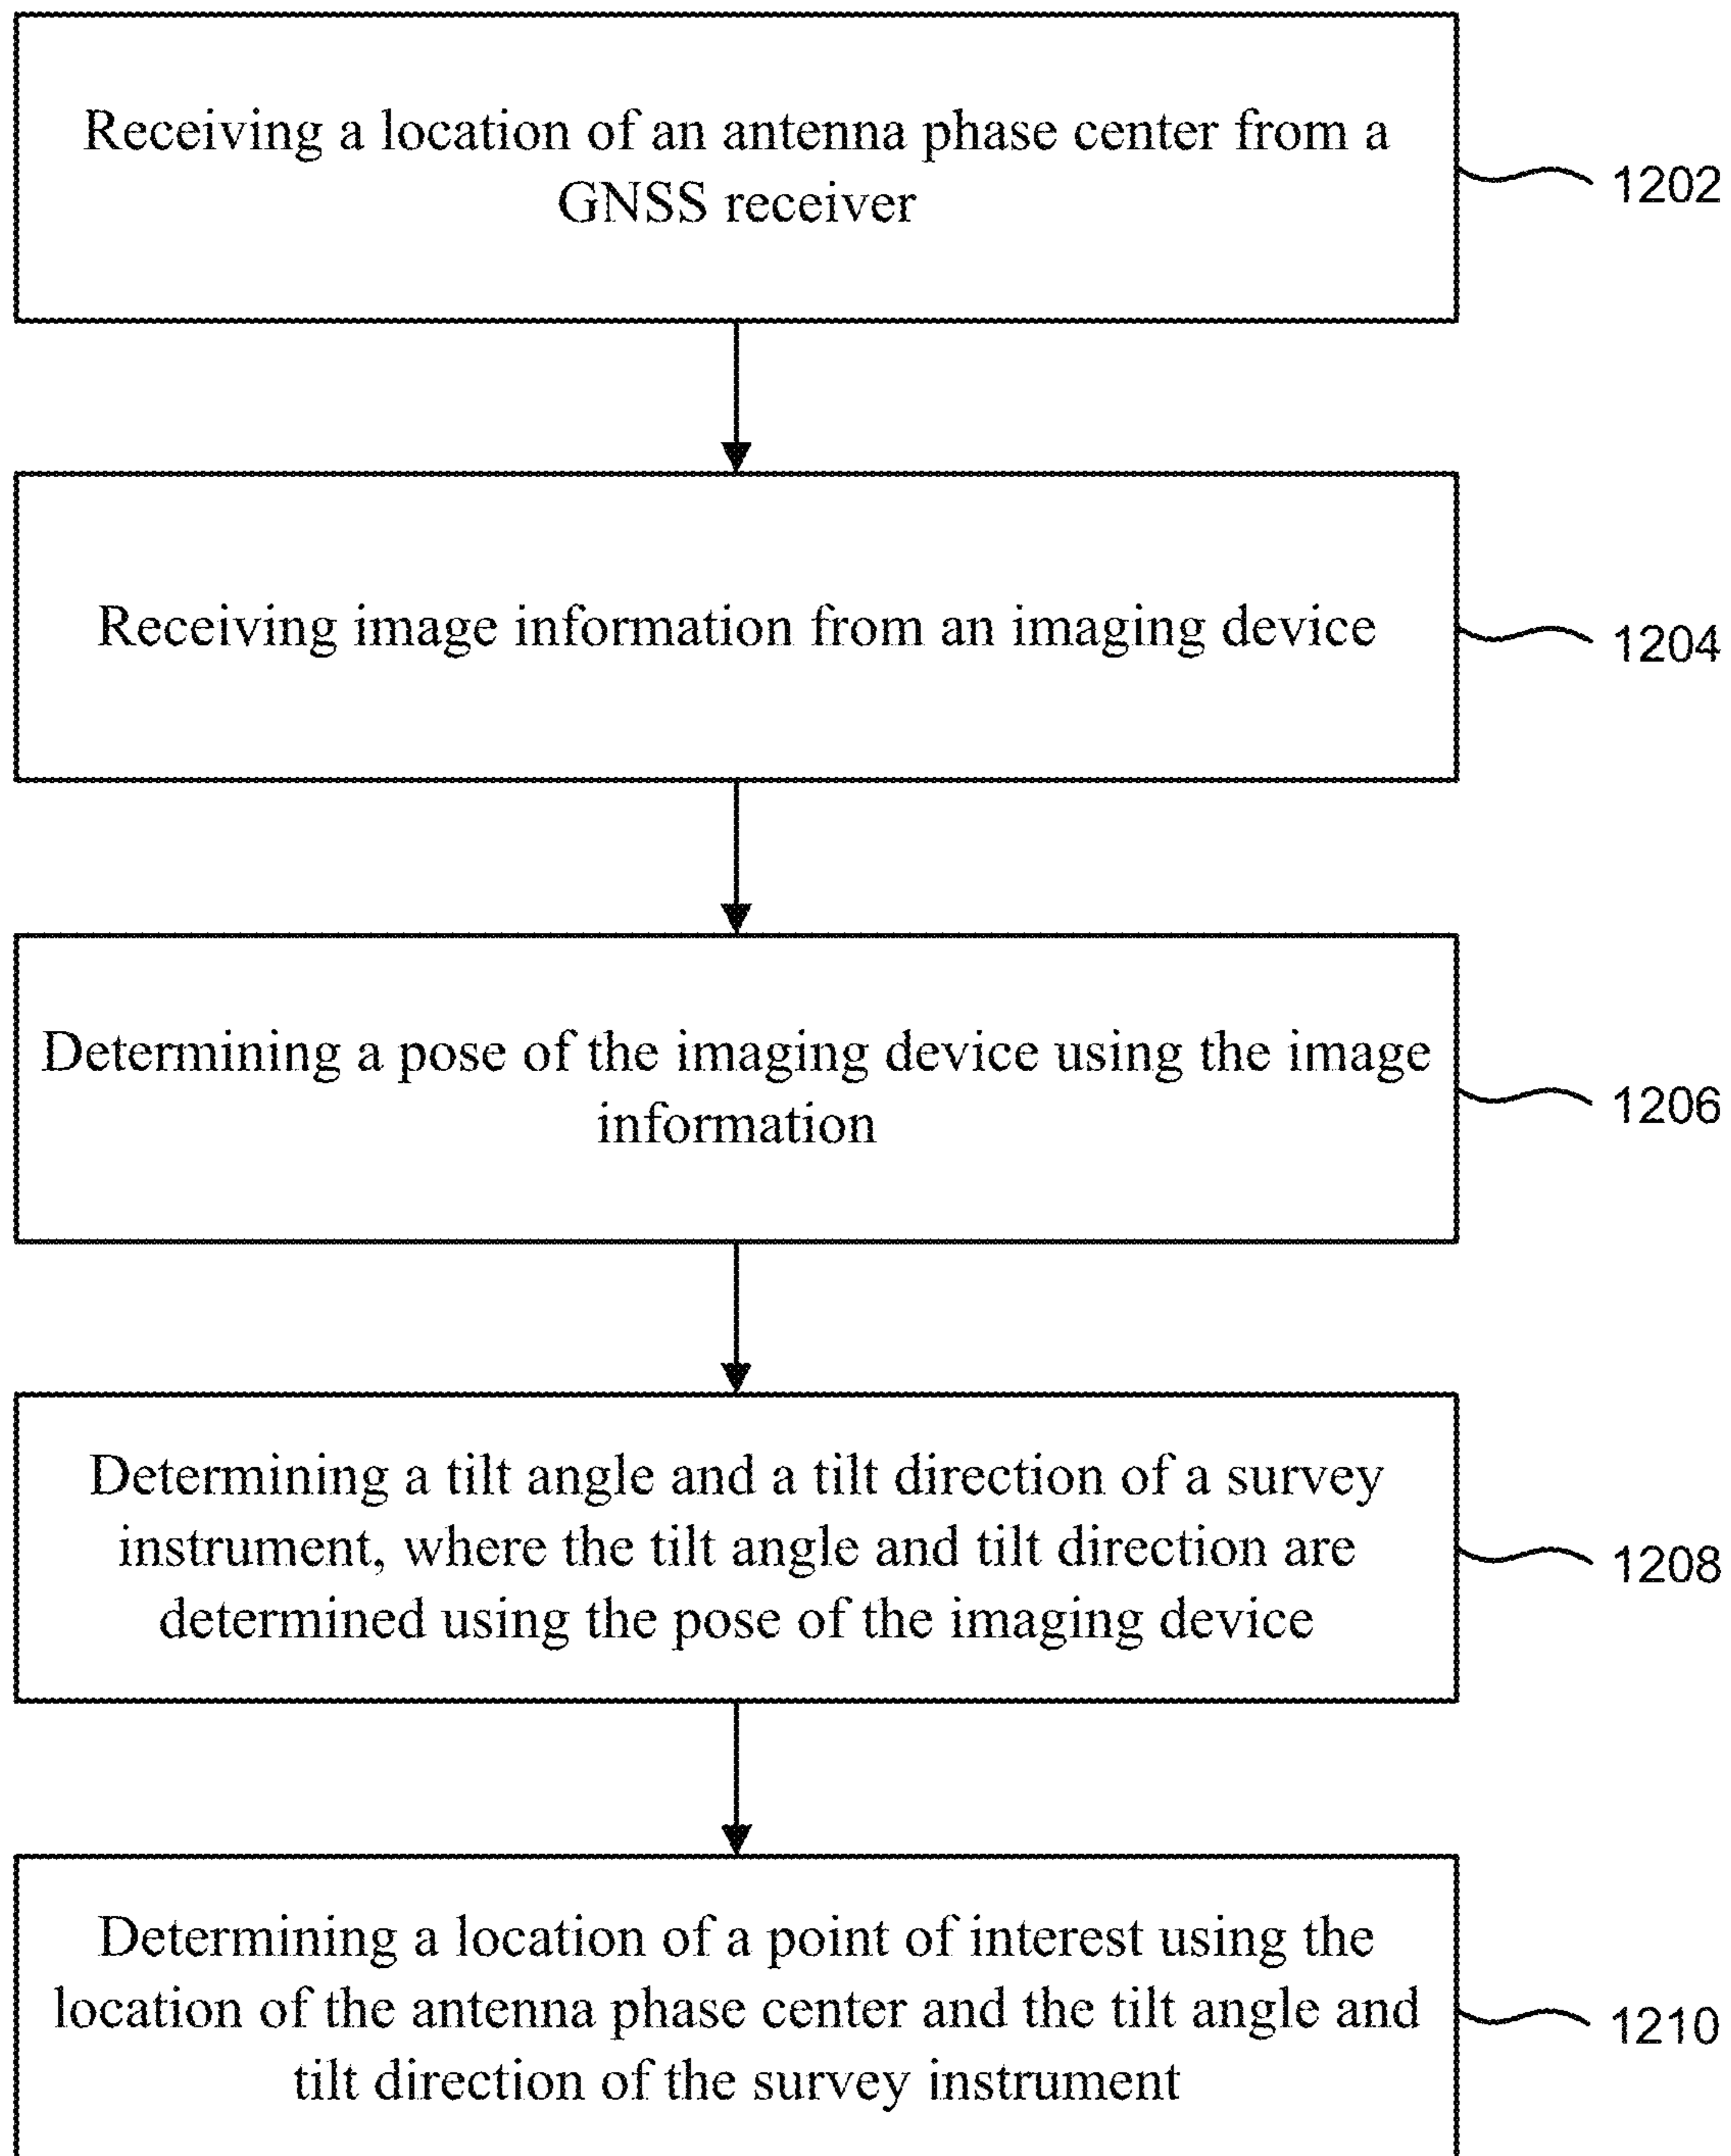 Receiving a location of an antenna phase center from a
GNSS receiver
1202
Receiving image information from an imaging device
1204
Determining a pose of the imaging device using the image
information
1206
Determining a tilt angle and a tilt direction of a survey
instrument, where the tilt angle and tilt direction are
determined using the pose of the imaging device
1208
Determining a location of a point of interest using the
location of the antenna phase center and the tilt angle and
tilt direction of the survey instrument
1210